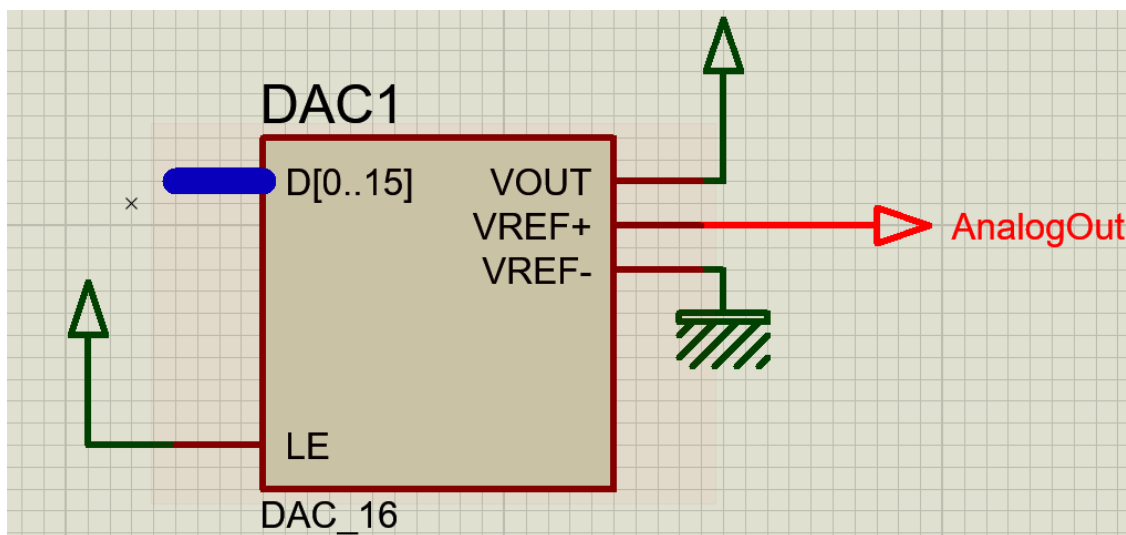 DAC1
D[0..15]
VOUT
VREF+
AnalogOut
VREF-
LE
DAC_16